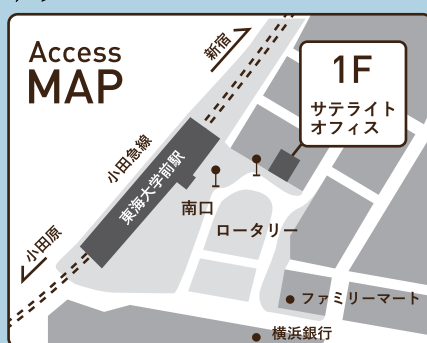 Access
MAP
新宿
1F
サテライト
オフィス
小田急線
東海大学前駅
南口
ロータリー
小田原
ファミリーマート
横浜銀行